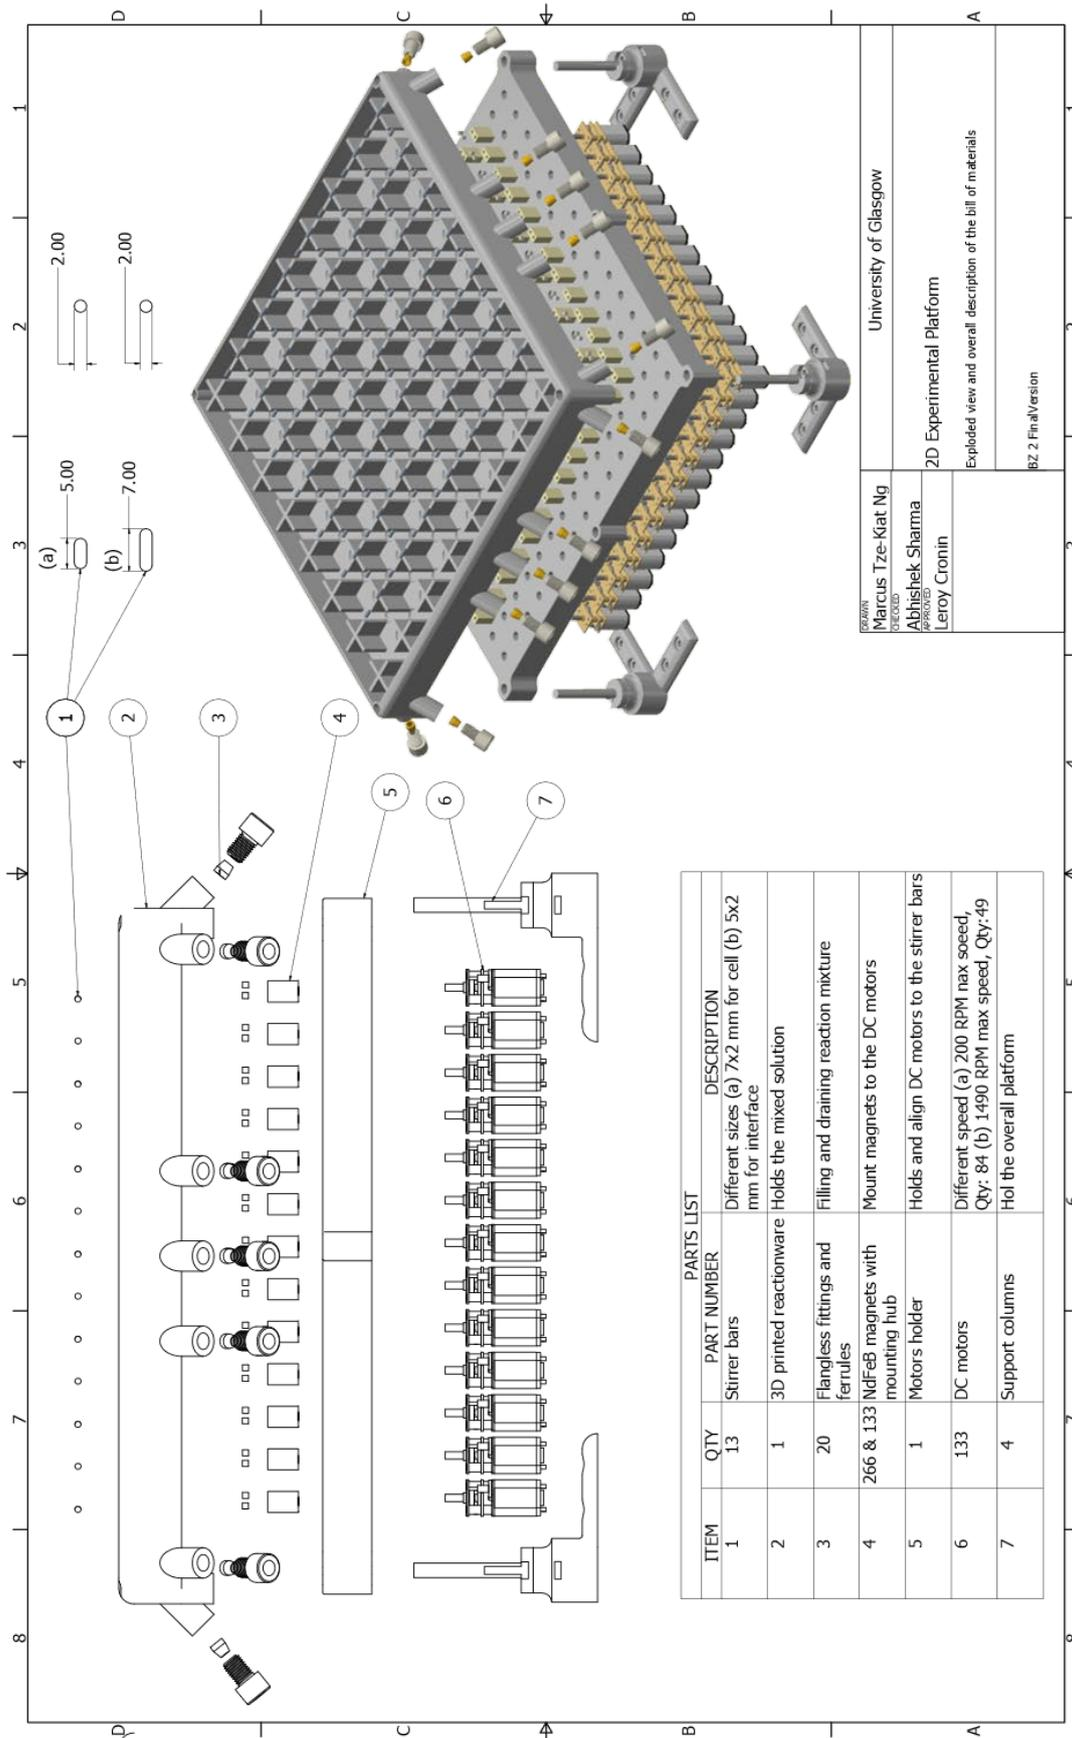 8 7 6 5 4 3 2 1
D D
C C
B B
A A
1
2
3
4
5
6
7
(a)
5.00
2.00
(b)
7.00
2.00
PARTS LIST
ITEM QTY PART NUMBER DESCRIPTION
1 13 Stirrer bars Different sizes (a) 7x2 mm for cell (b) 5x2
mm for interface
2 1 3D printed reactionware Holds the mixed solution
3 20 Flangless fittings and Filling and draining reaction mixture
ferrules
4 266 & 133 NdFeB magnets with Mount magnets to the DC motors
mounting hub
5 1 Motors holder Holds and align DC motors to the stirrer bars
6 133 DC motors Different speed (a) 200 RPM nax soeed,
Qty: 84 (b) 1490 RPM max speed, Qty:49
7 4 Support columns Hol the overall platform
DRAWN
Marcus Tze-Kiat Ng
CHECKED
Abhishek Sharma
APPROVED
Leroy Cronin
University of Glasgow
2D Experimental Platform
Exploded view and overall description of the bill of materials
BZ 2 FinalVersion